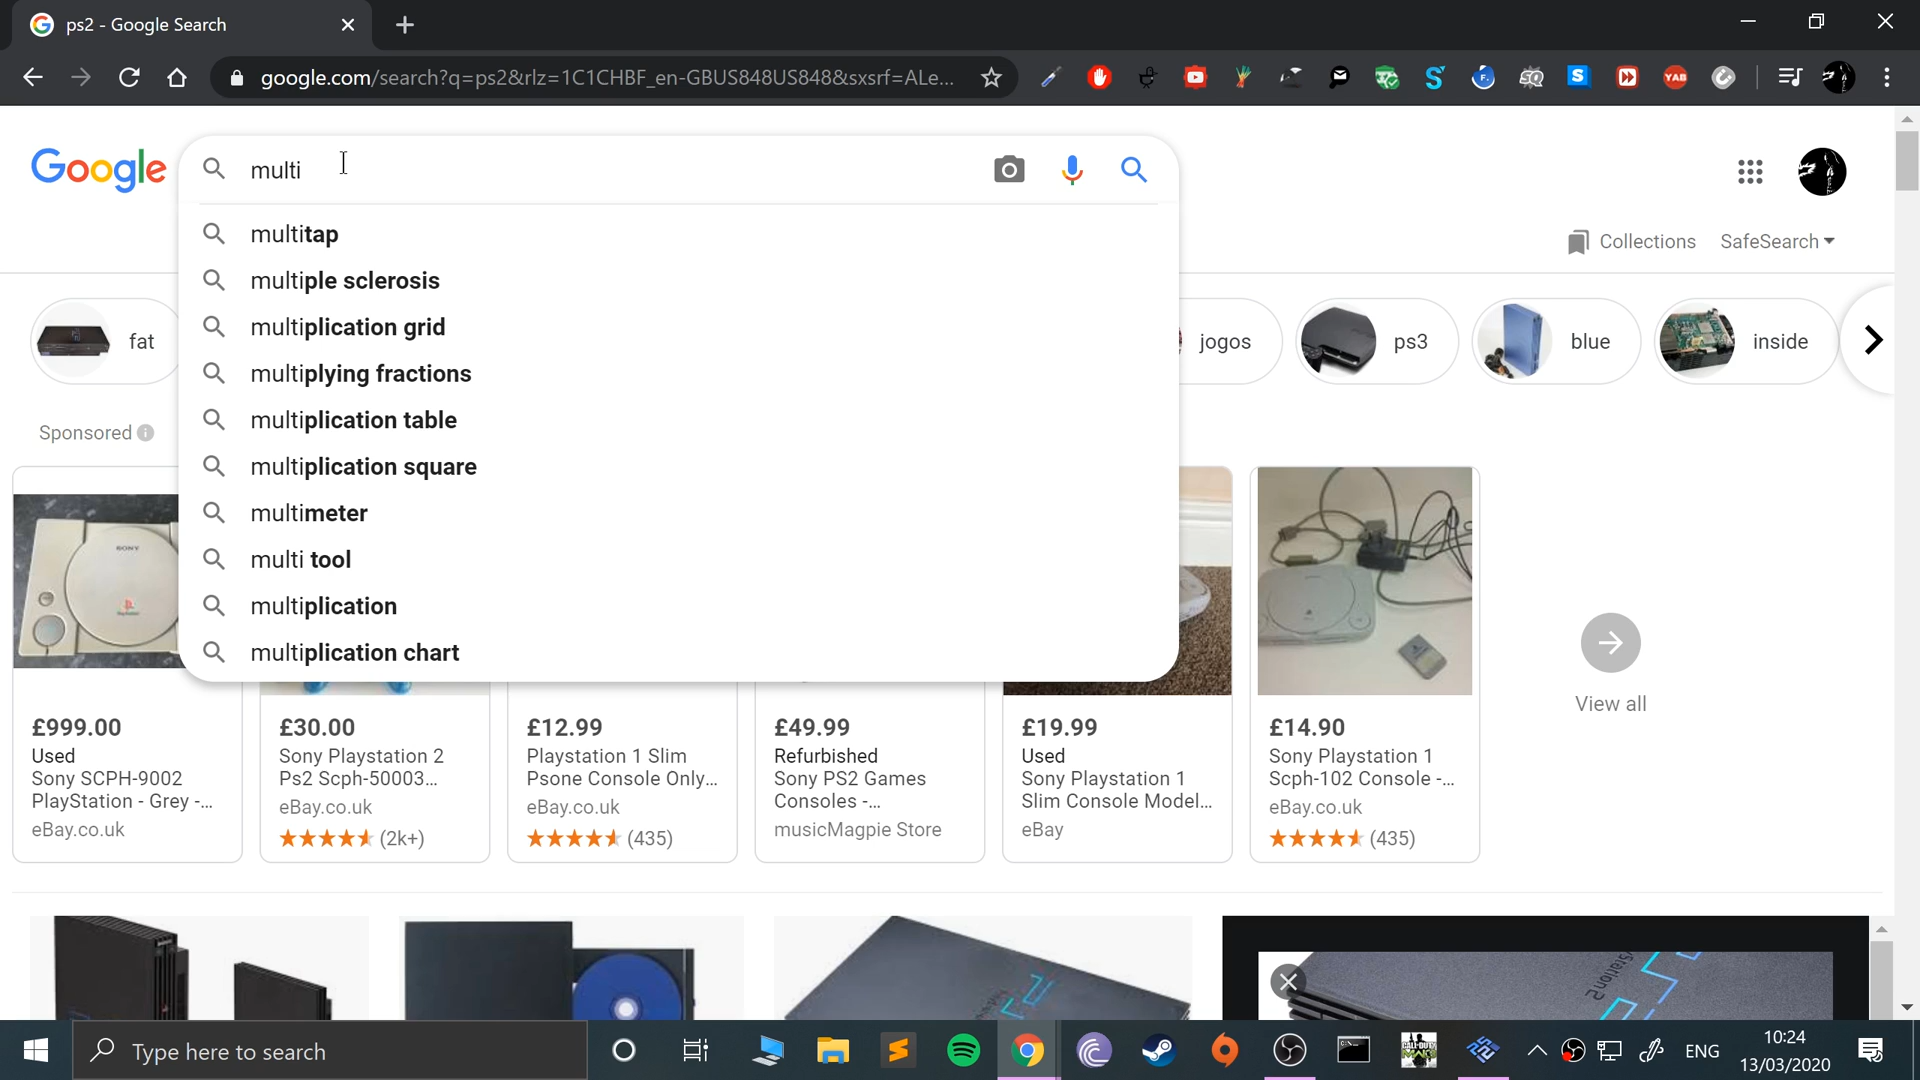 ps2 - Google Search
google.com/search?q=ps2&rlz=1C1CHBF_en-GBUS848US848&sxsrf=ALe...
Google
multi
multitap
multiple sclerosis
multiplication grid
multiplying fractions
multiplication table
multiplication square
multimeter
multi tool
multiplication
multiplication chart
Collections
SafeSearch
fat
jogos
ps3
blue
inside
Sponsored
SONY
£999.00
Used
Sony SCPH-9002
PlayStation - Grey -...
eBay.co.uk
£30.00
Sony Playstation 2
Ps2 Scph-50003...
eBay.co.uk
(2k+)
£12.99
Playstation 1 Slim
Psone Console Only...
eBay.co.uk
(435)
£49.99
Refurbished
Sony PS2 Games
Consoles -...
musicMagpie Store
£19.99
Used
Sony Playstation 1
Slim Console Model...
eBay
£14.90
Sony Playstation 1
Scph-102 Console -...
eBay.co.uk
(435)
View all
Type here to search
ENG
10:24
13/03/2020